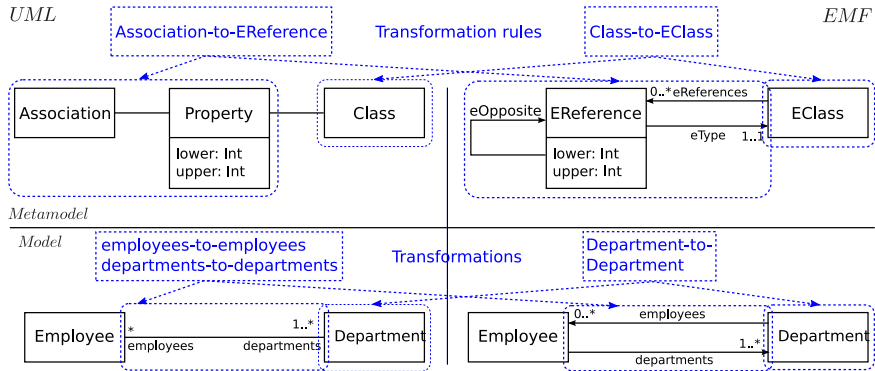 UML
Association-to-EReference
Transformation rules
Class-to-EClass
EMF
Association
Property
lower: Int
upper: Int
Class
eOpposite
EReference
lower: Int
upper: Int
0..* eReferences
eType
1..1
EClass
Metamodel
Model
employees-to-employees
departments-to-departments
Transformations
Department-to-
Department
Employee
*
employees
1..*
departments
Department
Employee
0..*
employees
1..*
departments
Department